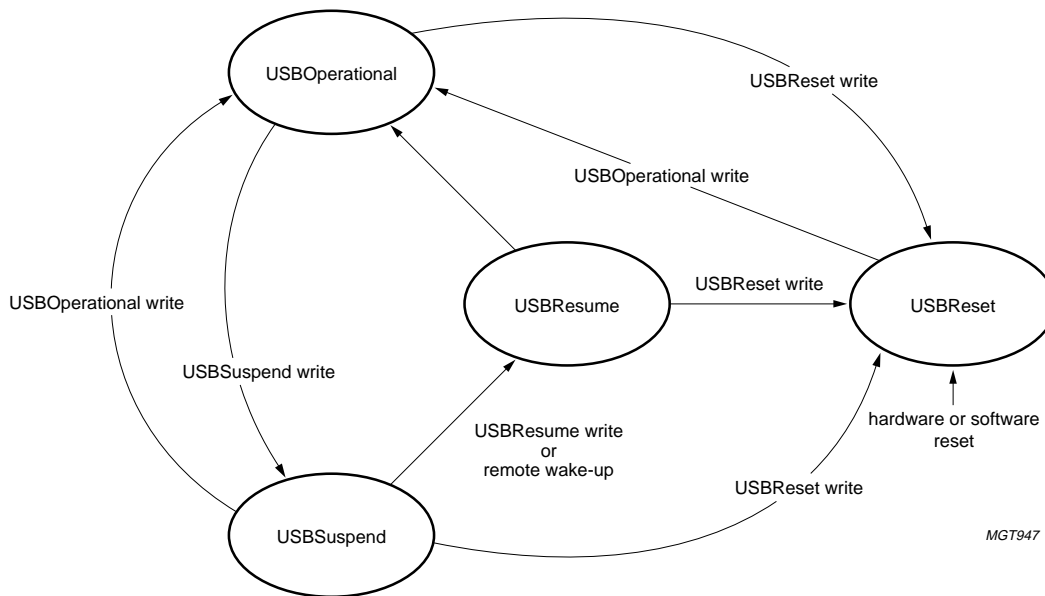 USBOperational
USBReset write
USBOperational write
USBReset write
USBOperational write
USBResume
USBReset
USBSuspend write
hardware or software
reset
USBResume write
or
remote wake-up
USBReset write
USBSuspend
MGT947